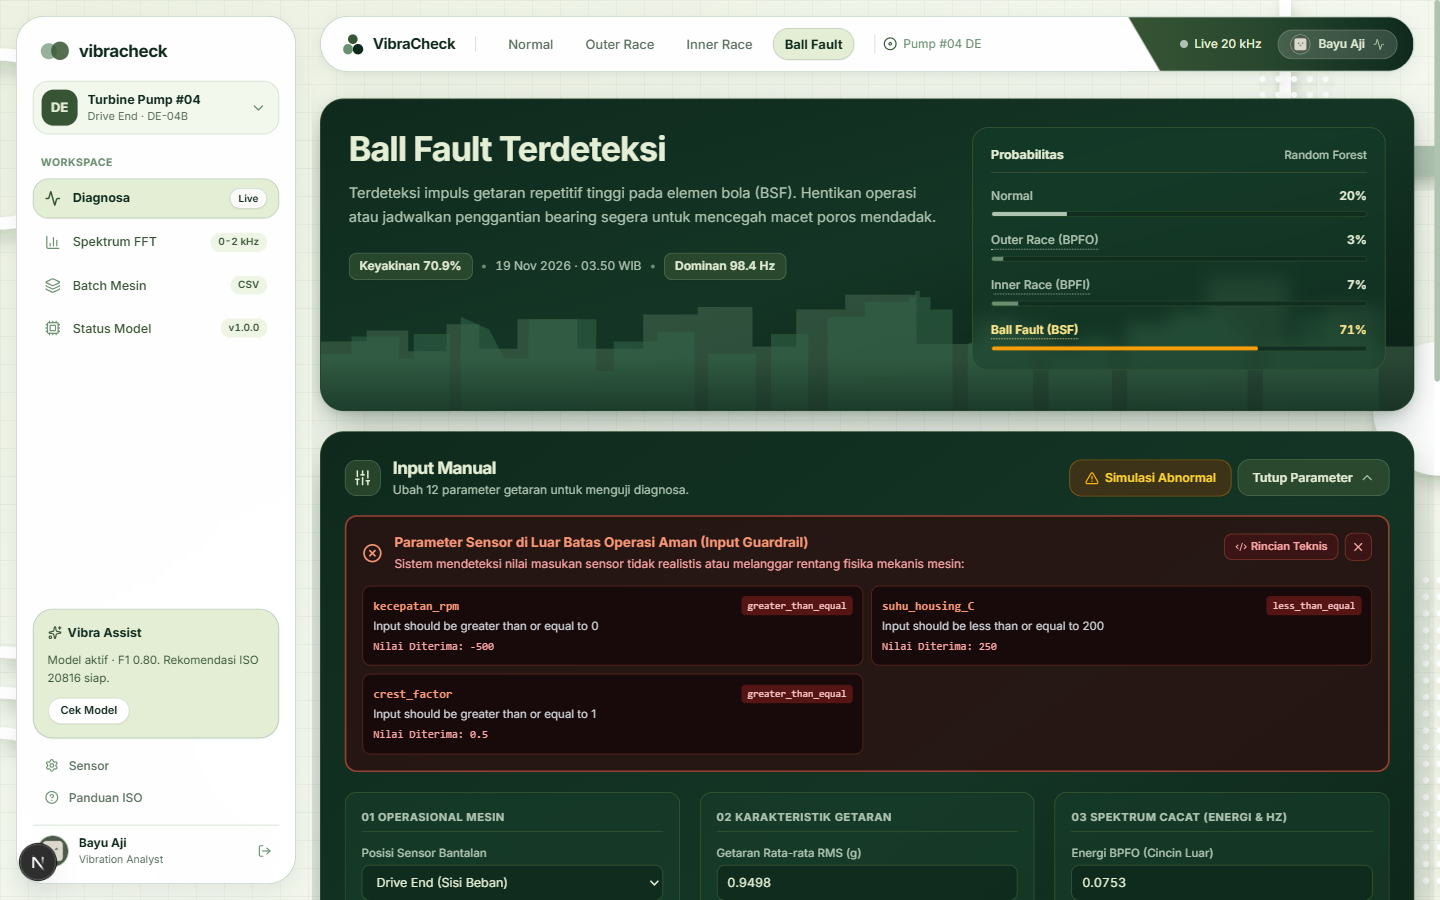 vibracheck
DE
Turbine Pump #04
Drive End · DE-04B
WORKSPACE
Diagnosa
Live
Spektrum FFT
0-2 kHz
Batch Mesin
CSV
Status Model
v1.0.0
Vibra Assist
Model aktif · F1 0.80. Rekomendasi ISO
20816 siap.
Cek Model
Sensor
Panduan ISO
Bayu Aji
Vibration Analyst
N
VibraCheck
Normal
Outer Race
Inner Race
Ball Fault
Pump #04 DE
Live 20 kHz
Bayu Aji
Ball Fault Terdeteksi
Terdeteksi impuls getaran repetitif tinggi pada elemen bola (BSF). Hentikan operasi
atau jadwalkan penggantian bearing segera untuk mencegah macet poros mendadak.
Keyakinan 70.9% • 19 Nov 2026 · 03.50 WIB • Dominan 98.4 Hz
Probabilitas
Random Forest
Normal
20%
Outer Race (BPFO)
3%
Inner Race (BPFI)
7%
Ball Fault (BSF)
71%
Input Manual
Ubah 12 parameter getaran untuk menguji diagnosa.
Simulasi Abnormal
Tutup Parameter
Parameter Sensor di Luar Batas Operasi Aman (Input Guardrail)
Sistem mendeteksi nilai masukan sensor tidak realistis atau melanggar rentang fisika mekanis mesin:
</> Rincian Teknis
kecepatan_rpm
greater_than_equal
Input should be greater than or equal to 0
Nilai Diterima: -500
suhu_housing_C
less_than_equal
Input should be less than or equal to 200
Nilai Diterima: 250
crest_factor
greater_than_equal
Input should be greater than or equal to 1
Nilai Diterima: 0.5
01 OPERASIONAL MESIN
Posisi Sensor Bantalan
Drive End (Sisi Beban)
02 KARAKTERISTIK GETARAN
Getaran Rata-rata RMS (g)
0.9498
03 SPEKTRUM CACAT (ENERGI & HZ)
Energi BPFO (Cincin Luar)
0.0753